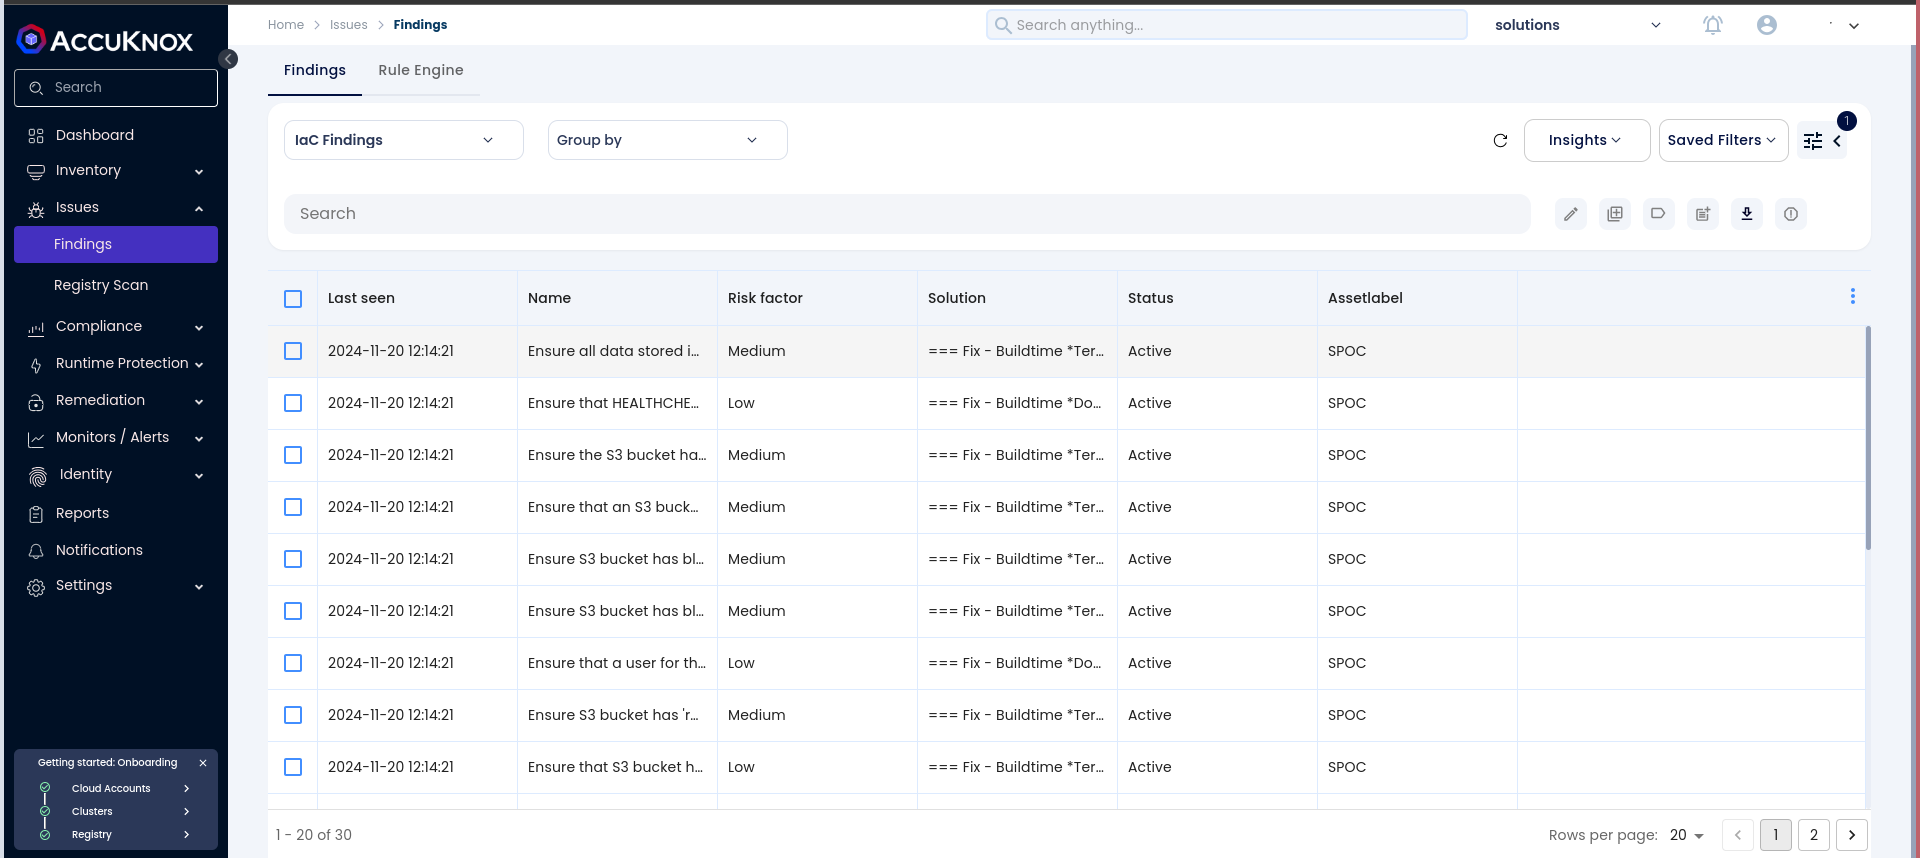 Home > Issues > Findings
Search anything...
solutions
ACCUKNOX
Search
Dashboard
Inventory
Issues
Findings
Registry Scan
Compliance
Runtime Protection
Remediation
Monitors / Alerts
Identity
Reports
Notifications
Settings
Getting started: Onboarding
Cloud Accounts
Clusters
Registry
Findings Rule Engine
IaC Findings
Group by
Insights
Saved Filters
1
Search
Last seen Name Risk factor Solution Status Assetlabel
2024-11-20 12:14:21 Ensure all data stored i... Medium === Fix - Buildtime *Ter... Active SPOC
2024-11-20 12:14:21 Ensure that HEALTHCHE... Low === Fix - Buildtime *Do... Active SPOC
2024-11-20 12:14:21 Ensure the S3 bucket ha... Medium === Fix - Buildtime *Ter... Active SPOC
2024-11-20 12:14:21 Ensure that an S3 buck... Medium === Fix - Buildtime *Ter... Active SPOC
2024-11-20 12:14:21 Ensure S3 bucket has bl... Medium === Fix - Buildtime *Ter... Active SPOC
2024-11-20 12:14:21 Ensure S3 bucket has bl... Medium === Fix - Buildtime *Ter... Active SPOC
2024-11-20 12:14:21 Ensure that a user for th... Low === Fix - Buildtime *Do... Active SPOC
2024-11-20 12:14:21 Ensure S3 bucket has 'r... Medium === Fix - Buildtime *Ter... Active SPOC
2024-11-20 12:14:21 Ensure that S3 bucket h... Low === Fix - Buildtime *Ter... Active SPOC
1 - 20 of 30
Rows per page: 20
1 2